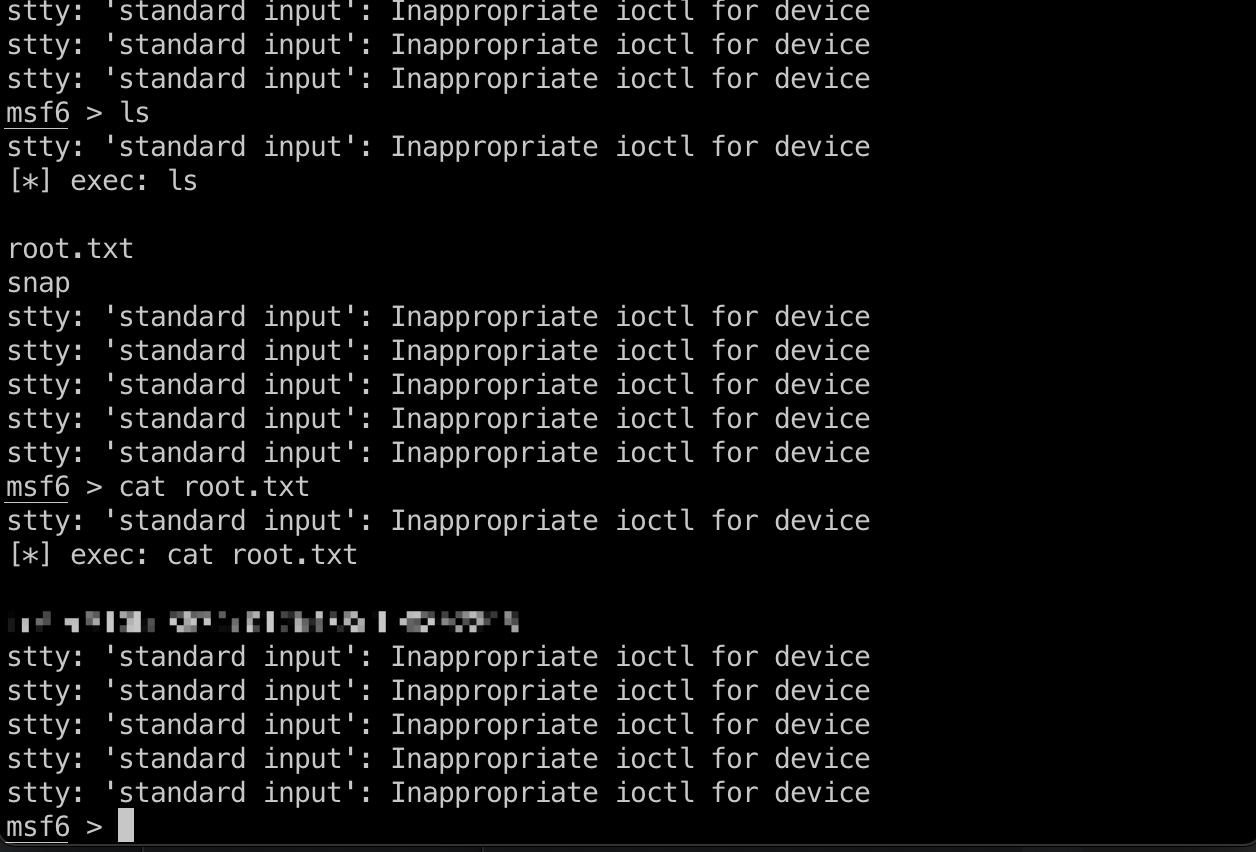 stty: 'standard input': Inappropriate ioctl for device
stty: 'standard input': Inappropriate ioctl for device
stty: 'standard input': Inappropriate ioctl for device
msf6 > ls
stty: 'standard input': Inappropriate ioctl for device
[*] exec: ls

root.txt
snap
stty: 'standard input': Inappropriate ioctl for device
stty: 'standard input': Inappropriate ioctl for device
stty: 'standard input': Inappropriate ioctl for device
stty: 'standard input': Inappropriate ioctl for device
stty: 'standard input': Inappropriate ioctl for device
msf6 > cat root.txt
stty: 'standard input': Inappropriate ioctl for device
[*] exec: cat root.txt

stty: 'standard input': Inappropriate ioctl for device
stty: 'standard input': Inappropriate ioctl for device
stty: 'standard input': Inappropriate ioctl for device
stty: 'standard input': Inappropriate ioctl for device
stty: 'standard input': Inappropriate ioctl for device
msf6 >